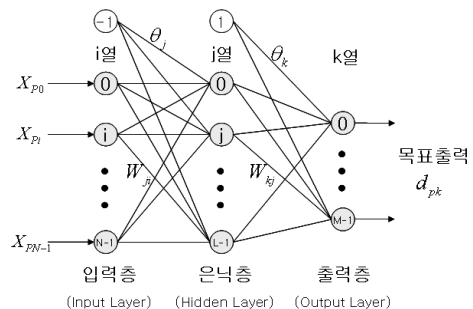 -1
1
θj
θk
i열
j열
k열
XP0
0
0
0
XPi
i
j
목표출력
Wji
Wkj
dpk
M-1
XPN-1
N-1
L-1
입력층
은닉층
출력층
(Input Layer)
(Hidden Layer)
(Output Layer)